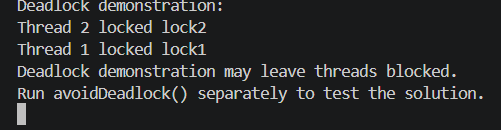 Deadlock demonstration:
Thread 2 locked lock2
Thread 1 locked lock1
Deadlock demonstration may leave threads blocked.
Run avoidDeadlock() separately to test the solution.